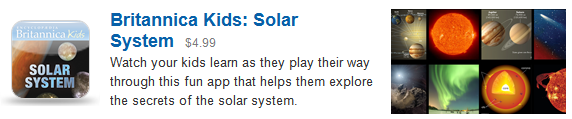 ENCYCLOPÆDIA
Britannica Kids
SOLAR
SYSTEM
Britannica Kids: Solar
System $4.99
Watch your kids learn as they play their way
through this fun app that helps them explore
the secrets of the solar system.